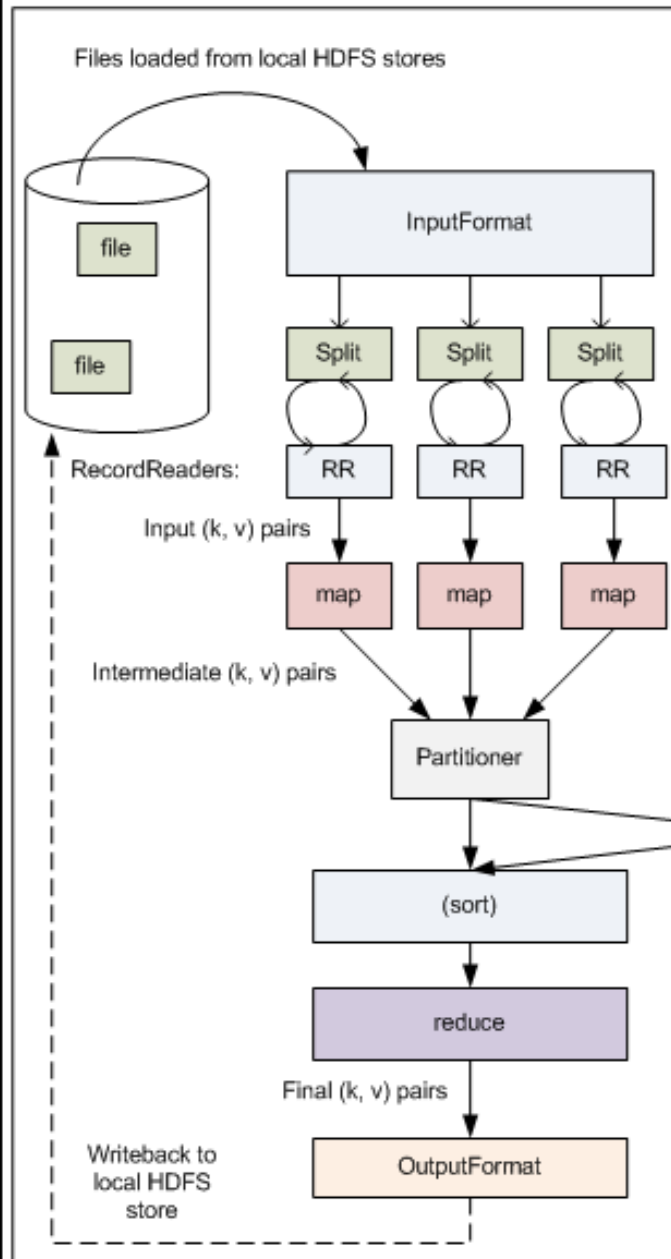 Files loaded from local HDFS stores
InputFormat
file
Split
Split
Split
file
RecordReaders:
RR
RR
RR
Input (k, v) pairs
map
map
map
Intermediate (k, v) pairs
Partitioner
(sort)
reduce
Final (k, v) pairs
OutputFormat
Writeback to
local HDFS
store